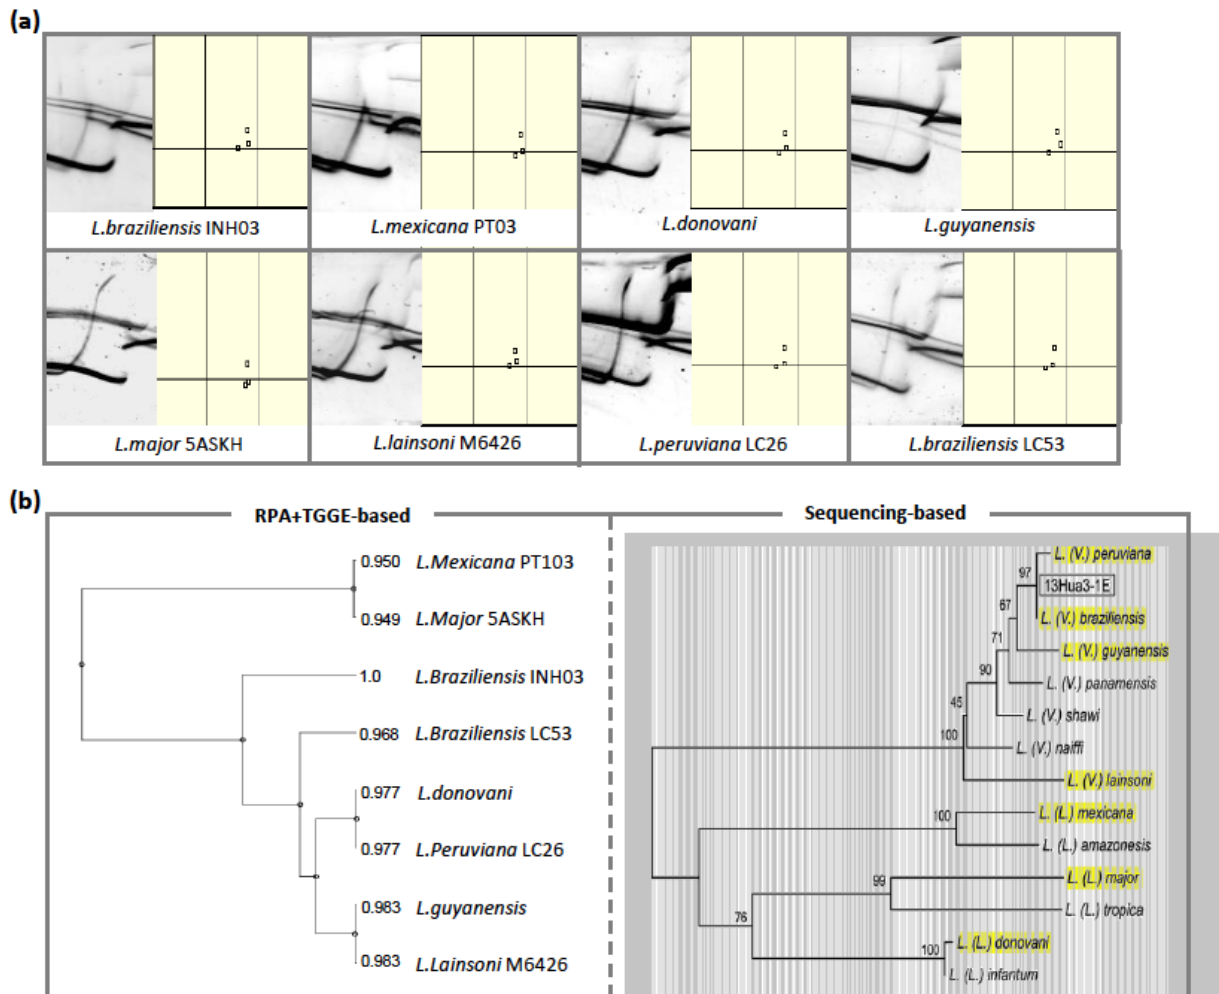 (a)
L.braziliensis INH03
L.mexicana PT03
L.donovani
L.guyanensis
L.major 5ASKH
L.lainsoni M6426
L.peruviana LC26
L.braziliensis LC53
(b)
RPA+TGGE-based
0.950 L.Mexicana PT103
0.949 L.Major 5ASKH
1.0 L.Braziliensis INH03
0.968 L.Braziliensis LC53
0.977 L.donovani
0.977 L.Peruviana LC26
0.983 L.guyanensis
0.983 L.Lainsoni M6426
Sequencing-based
L. (V.) peruviana
97
13Hua3-1E
67
L. (V.) braziliensis
71
L. (V.) guyanensis
90
L. (V.) panamensis
45
L. (V.) shawi
100
L. (V.) naiffi
L. (V.) lainsoni
100
L. (L.) mexicana
L. (L.) amazonesis
99
L. (L.) major
L. (L.) tropica
76
L. (L.) donovani
100
L. (L.) infantum